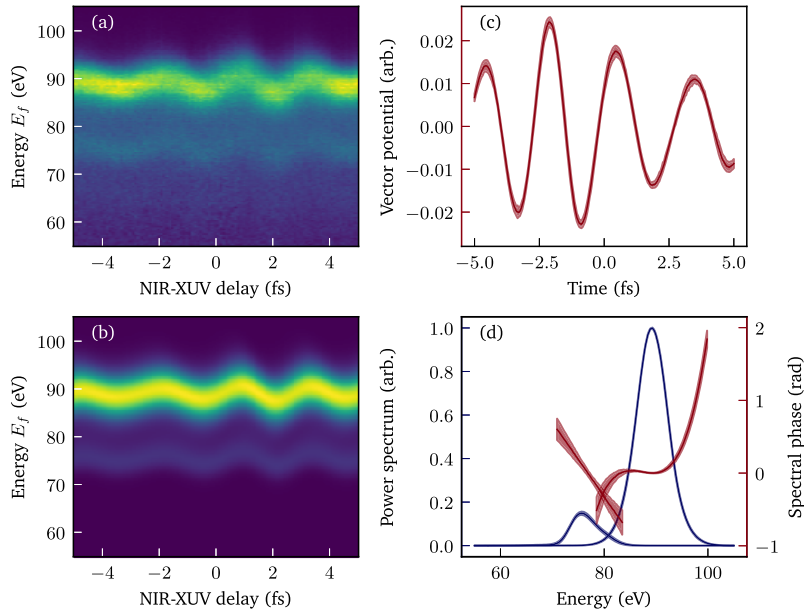 (a)
Energy E_f (eV)
100
90
80
70
60
−4 −2 0 2 4
NIR-XUV delay (fs)
(c)
Vector potential (arb.)
0.02
0.01
0.00
−0.01
−0.02
−5.0 −2.5 0.0 2.5 5.0
Time (fs)
(b)
Energy E_f (eV)
100
90
80
70
60
−4 −2 0 2 4
NIR-XUV delay (fs)
(d)
Power spectrum (arb.)
1.0
0.8
0.6
0.4
0.2
0.0
60 80 100
Energy (eV)
2
1
0
−1
Spectral phase (rad)